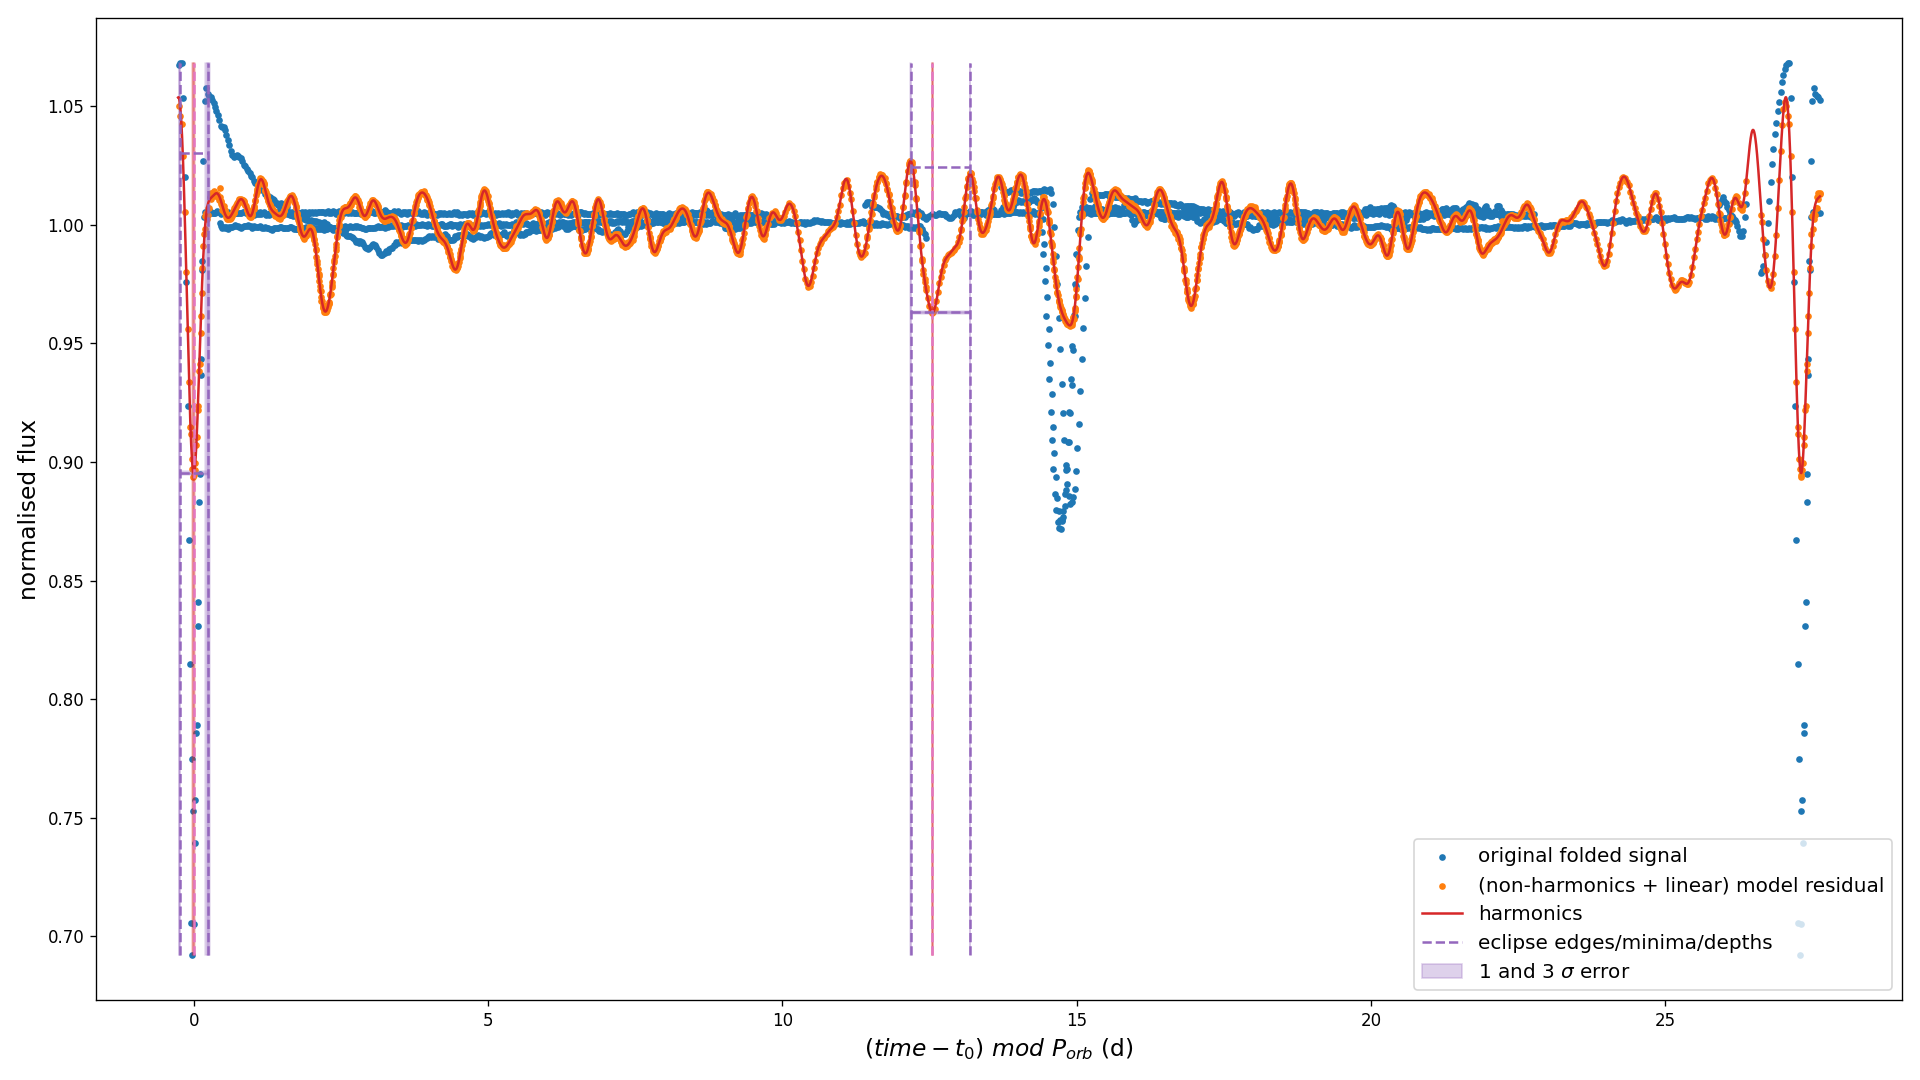 normalised flux
1.05
1.00
0.95
0.90
0.85
0.80
0.75
0.70
0
5
10
15
20
25
(time − t₀) mod P_orb (d)
original folded signal
(non-harmonics + linear) model residual
harmonics
eclipse edges/minima/depths
1 and 3 σ error